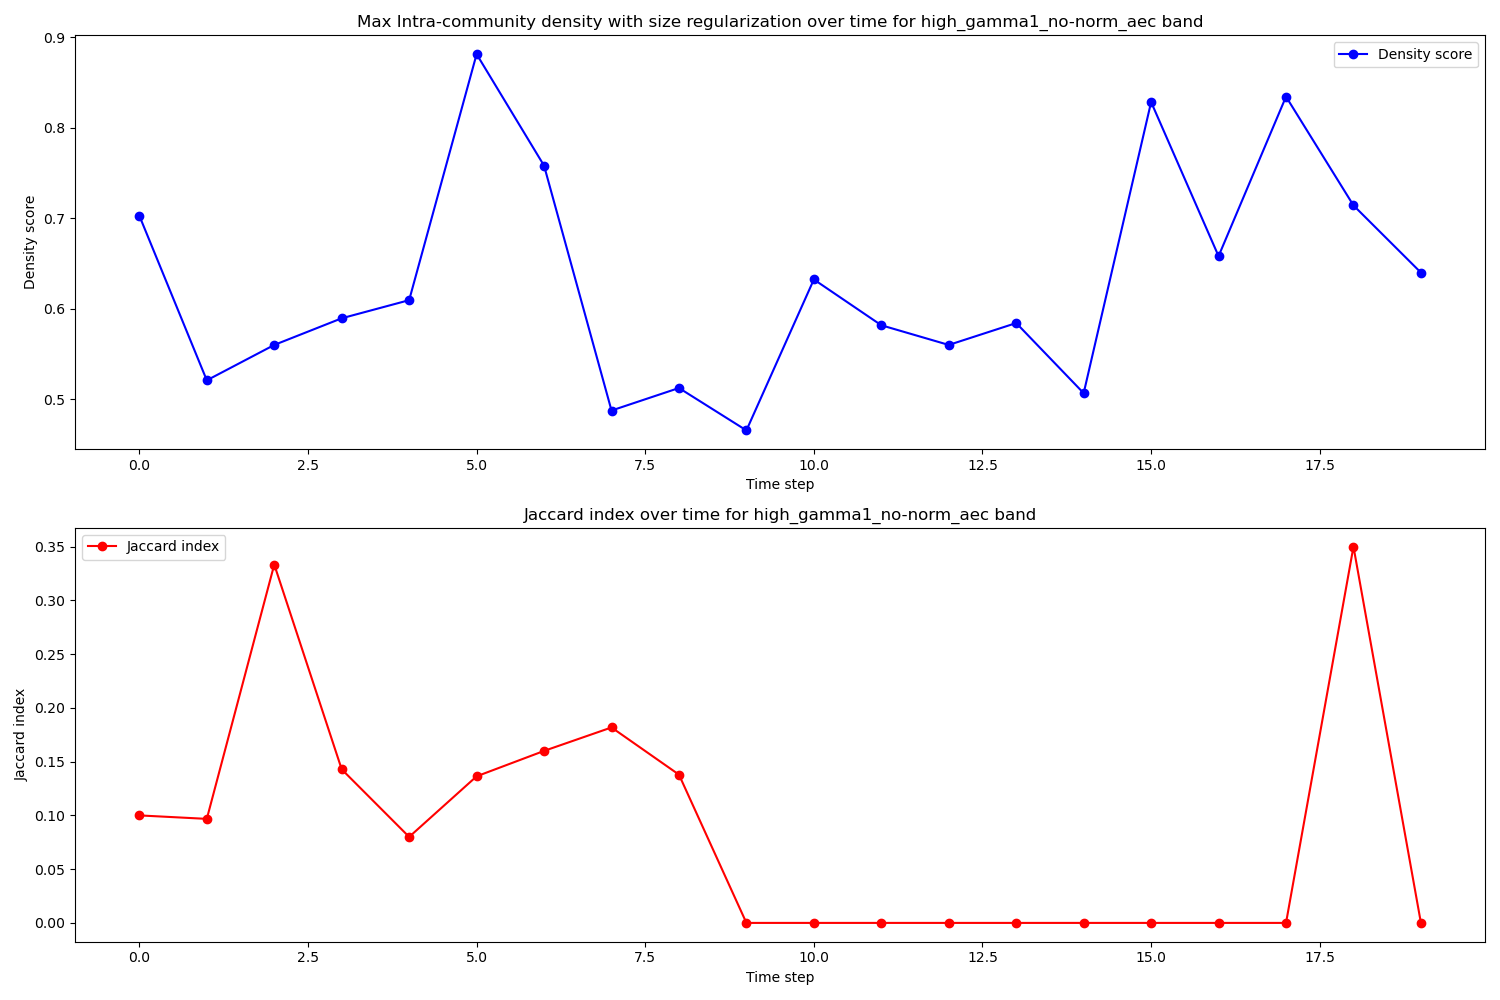 Max Intra-community density with size regularization over time for high_gamma1_no-norm_aec band
0.9
Density score
0.8
0.7
Density score
0.6
0.5
0.0 2.5 5.0 7.5 10.0 12.5 15.0 17.5
Time step
Jaccard index over time for high_gamma1_no-norm_aec band
Jaccard index
0.35
0.30
0.25
0.20
Jaccard index
0.15
0.10
0.05
0.00
0.0 2.5 5.0 7.5 10.0 12.5 15.0 17.5
Time step